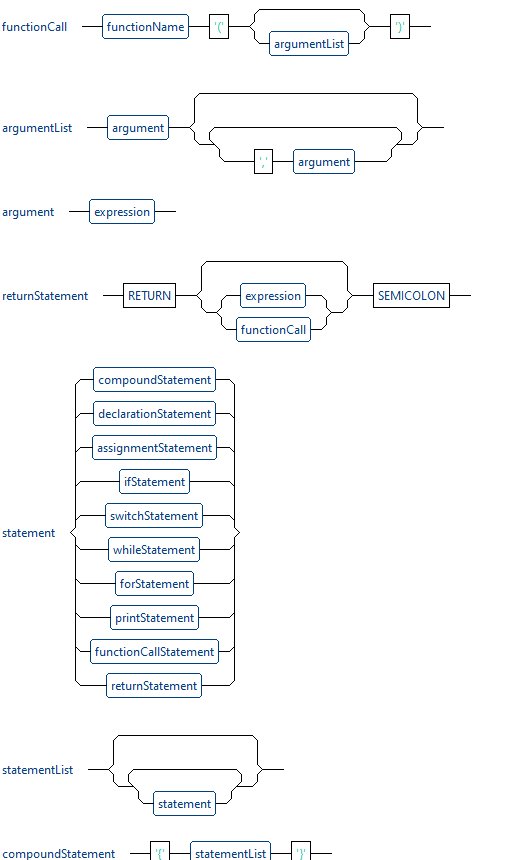 functionCall functionName '(' argumentList ')'
argumentList argument ',' argument
argument expression
returnStatement RETURN expression functionCall SEMICOLON
compoundStatement
declarationStatement
assignmentStatement
ifStatement
switchStatement
statement whileStatement
forStatement
printStatement
functionCallStatement
returnStatement
statementList statement
compoundStatement '{' statementList '}'